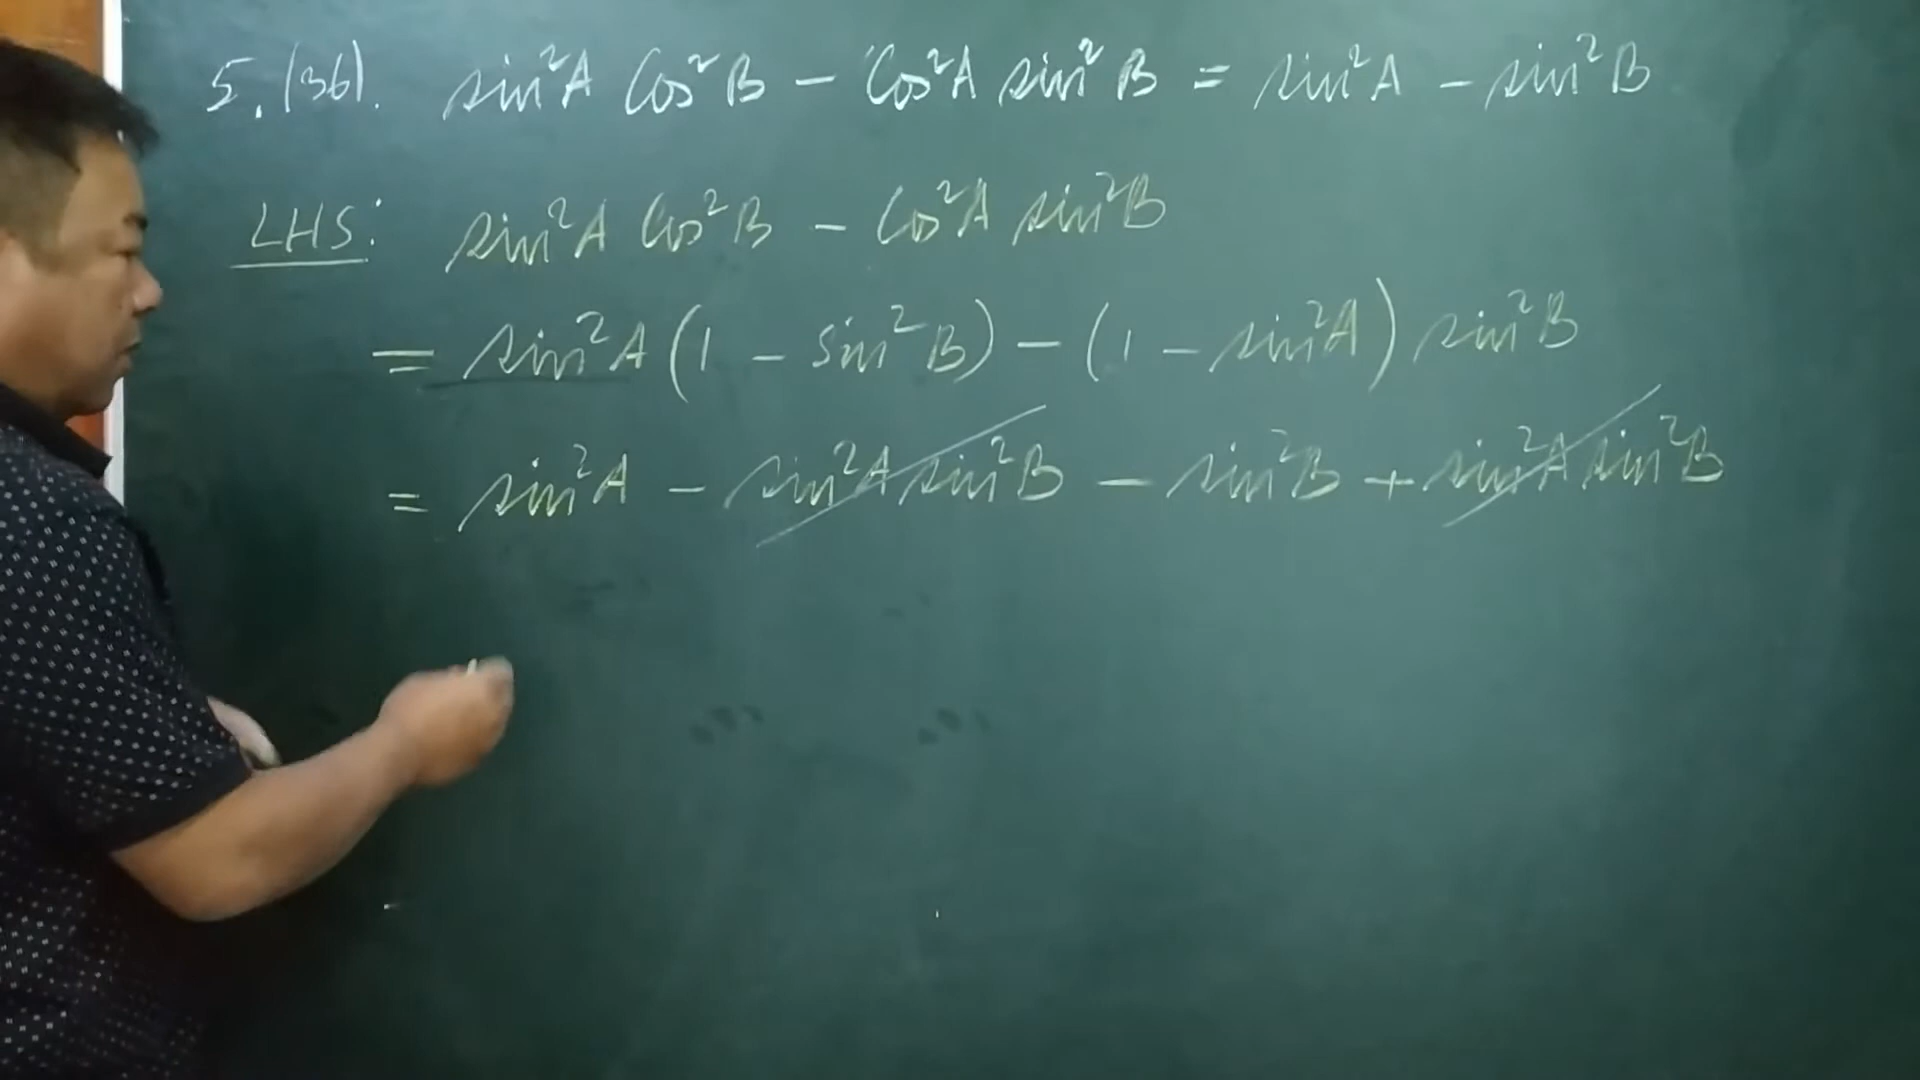 5. (36). sin²A Cos²B - Cos²A sin²B = sin²A - sin²B
LHS: sin²A Cos²B - Cos²A sin²B
= sin²A (1 - sin²B) - (1 - sin²A) sin²B
= sin²A - sin²A sin²B - sin²B + sin²A sin²B